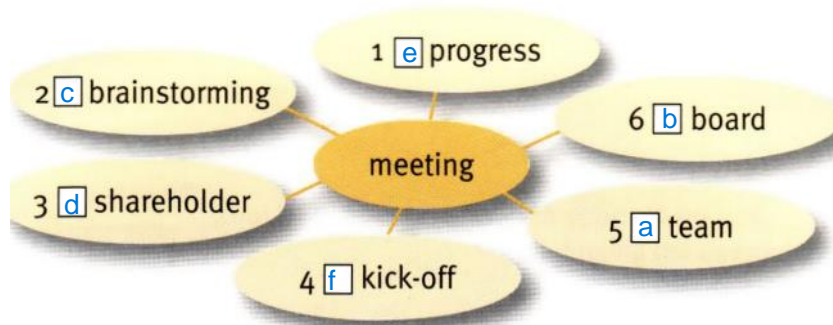 1 e progress
2 c brainstorming
6 b board
meeting
3 d shareholder
5 a team
4 f kick-off